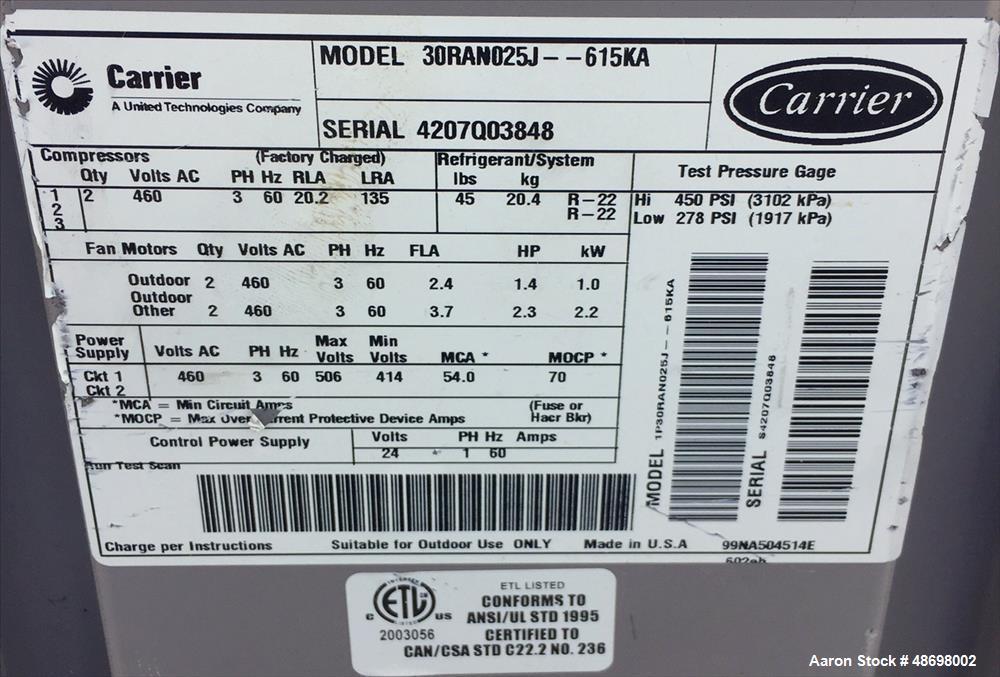 Carrier
A United Technologies Company
MODEL 30RAN025J--615KA
SERIAL 4207Q03848
Carrier
Compressors (Factory Charged) Refrigerant/System
Qty Volts AC PH Hz RLA LRA lbs kg
Test Pressure Gage
1 2 460 3 60 20.2 135 45 20.4 R-22
2 R-22
3
Hi 450 PSI (3102 kPa)
Low 278 PSI (1917 kPa)
Fan Motors Qty Volts AC PH Hz FLA HP kW
Outdoor 2 460 3 60 2.4 1.4 1.0
Outdoor
Other 2 460 3 60 3.7 2.3 2.2
Power Supply Volts AC PH Hz Max Volts Min Volts MCA * MOCP *
Ckt 1 460 3 60 506 414 54.0 70
Ckt 2
*MCA = Min Circuit Amps (Fuse or
*MOCP = Max Overcurrent Protective Device Amps Hacr Bkr)
Control Power Supply Volts PH Hz Amps
24 1 60
Run Test Scan
MODEL 1P30RAN025J--615KA
SERIAL S4207Q03848
Charge per Instructions Suitable for Outdoor Use ONLY Made in U.S.A 99NA504514E
ETL LISTED
C ETL US
INTERTEK
LISTED
CM
2003056
CONFORMS TO
ANSI/UL STD 1995
CERTIFIED TO
CAN/CSA STD C22.2 NO. 236
Aaron Stock # 48698002